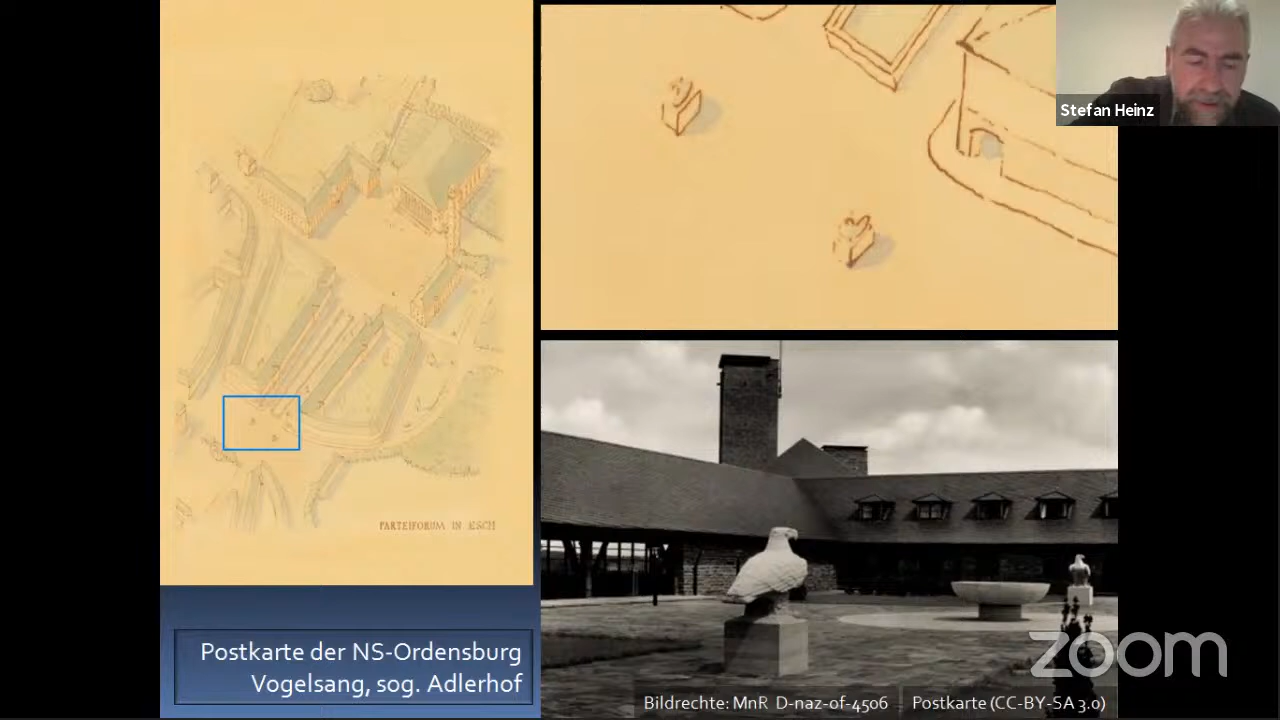 Stefan Heinz
PARTEIFORUM IN ESCH
Postkarte der NS-Ordensburg
Vogelsang, sog. Adlerhof
Bildrechte: MnR D-naz-of-4506
Postkarte (CC-BY-SA 3.0)
zoom